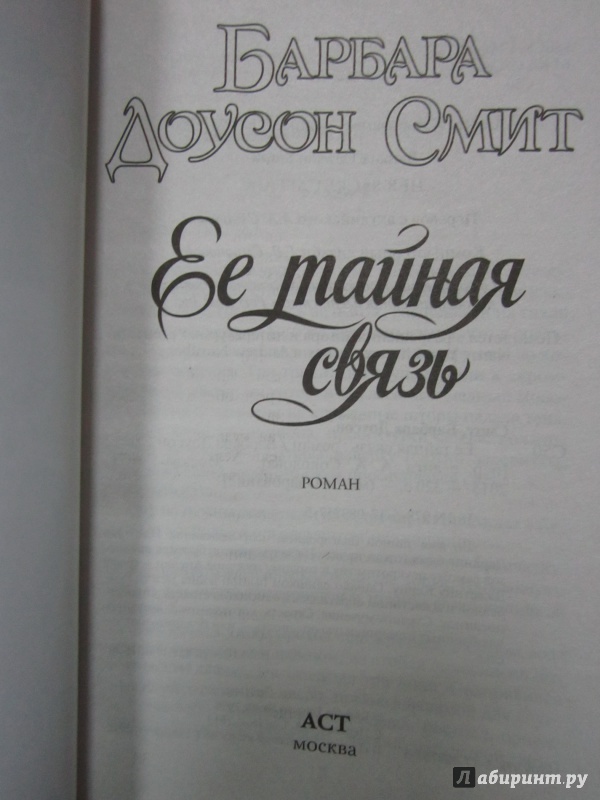 БАРБАРА
ДОУСОН СМИТ
Ее тайная
связь
РОМАН
АСТ
МОСКВА
Лабиринт.ру